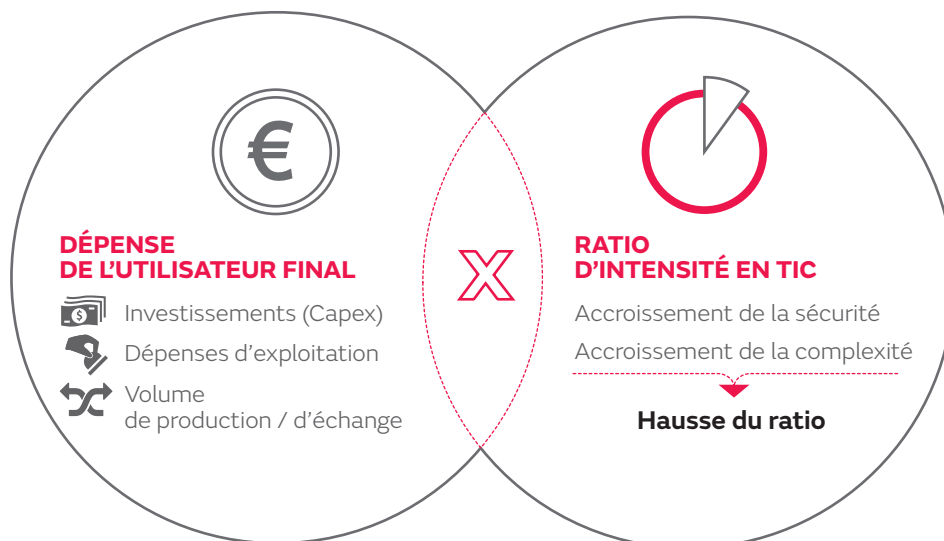 €
DÉPENSE
DE L'UTILISATEUR FINAL
$
Investissements (Capex)
Dépenses d'exploitation
Volume
de production / d'échange
X
RATIO
D'INTENSITÉ EN TIC
Accroissement de la sécurité
Accroissement de la complexité
Hausse du ratio